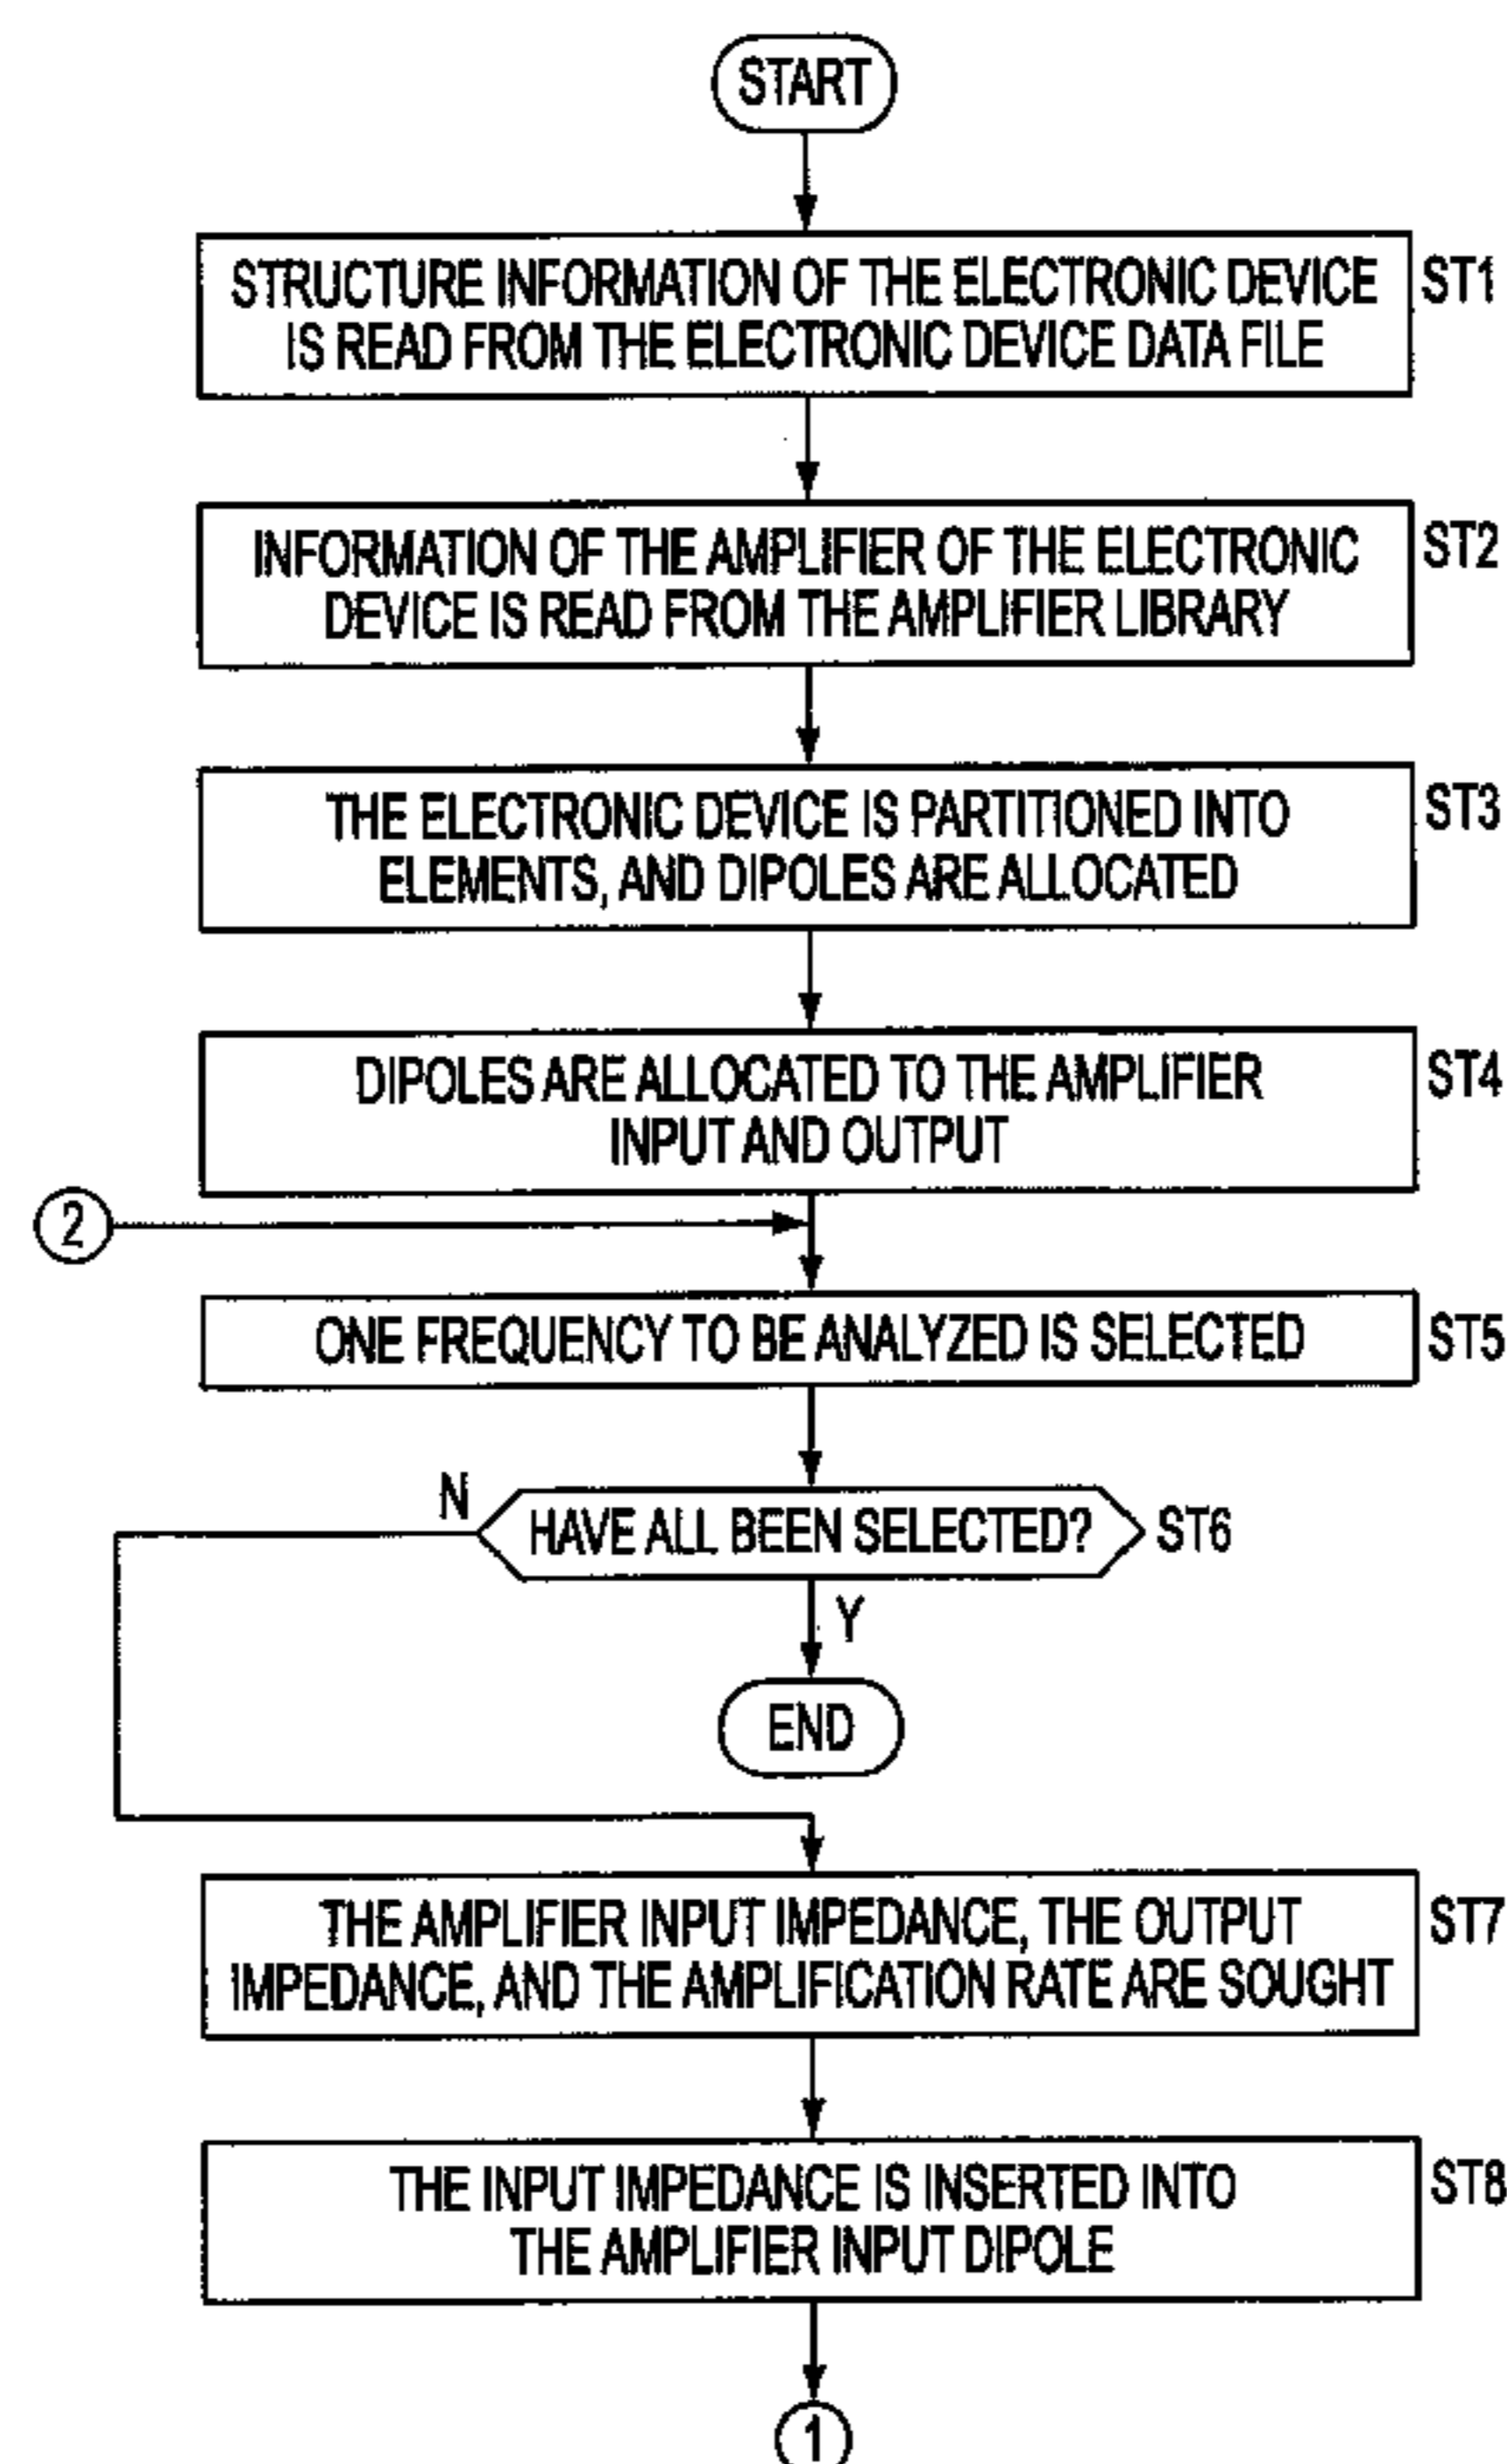 START
STRUCTURE INFORMATION OF THE ELECTRONIC DEVICE
IS READ FROM THE ELECTRONIC DEVICE DATA FILE
ST1
INFORMATION OF THE AMPLIFIER OF THE ELECTRONIC
DEVICE IS READ FROM THE AMPLIFIER LIBRARY
ST2
THE ELECTRONIC DEVICE IS PARTITIONED INTO
ELEMENTS, AND DIPOLES ARE ALLOCATED
ST3
DIPOLES ARE ALLOCATED TO THE AMPLIFIER
INPUT AND OUTPUT
ST4
2
ONE FREQUENCY TO BE ANALYZED IS SELECTED
ST5
N
HAVE ALL BEEN SELECTED?
ST6
Y
END
THE AMPLIFIER INPUT IMPEDANCE, THE OUTPUT
IMPEDANCE, AND THE AMPLIFICATION RATE ARE SOUGHT
ST7
THE INPUT IMPEDANCE IS INSERTED INTO
THE AMPLIFIER INPUT DIPOLE
ST8
1